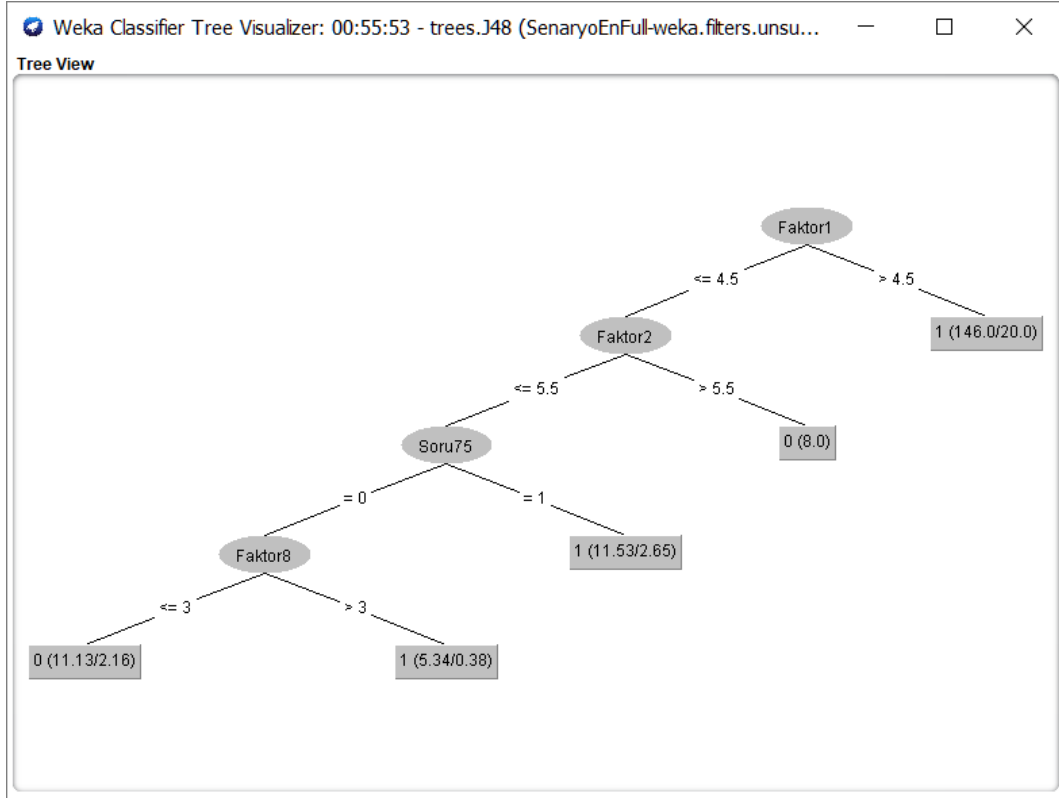 Weka Classifier Tree Visualizer: 00:55:53 - trees.J48 (SenaryoEnFull-weka.filters.unsu...
Tree View
Faktor1
<= 4.5
> 4.5
Faktor2
1 (146.0/20.0)
<= 5.5
> 5.5
Soru75
0 (8.0)
= 0
= 1
Faktor8
1 (11.53/2.65)
<= 3
> 3
0 (11.13/2.16)
1 (5.34/0.38)